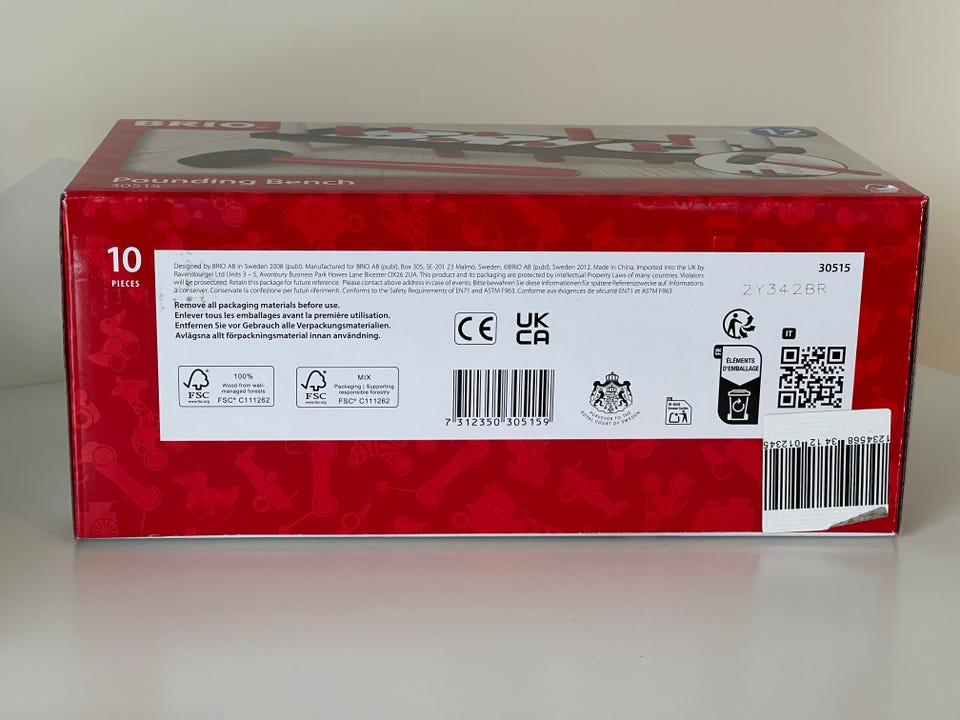 BRIO
12
Pounding Bench
30515
10
PIECES
Designed by BRIO AB in Sweden 2008 (publ). Manufactured for BRIO AB (publ), Box 305, SE-201 23 Malmö, Sweden. ©BRIO AB (publ), Sweden 2012. Made in China. Imported into the UK by
Ravensburger Ltd Units 3 – 5, Avonbury Business Park Howes Lane Bicester OX26 2UA. This product and its packaging are protected by intellectual Property Laws of many countries. Violators
will be prosecuted. Retain this package for future reference. Please contact above address in case of events. Bitte bewahren Sie diese Informationen für spätere Referenzzwecke auf. Informations
à conserver. Conservare confezione per futuri riferimenti. Conforms to the Safety Requirements of EN71 and ASTM F963. Conforme aux exigences de sécurité EN71 et ASTM F963.
30515
2Y342BR
Remove all packaging materials before use.
Enlever tous les emballages avant la première utilisation.
Entfernen Sie vor Gebrauch alle Verpackungsmaterialien.
Avlägsna allt förpackningsmaterial innan användning.
CE
UK
CA
IT
ÉLÉMENTS
D'EMBALLAGE
FSC
www.fsc.org
100%
Wood from well-
managed forests
FSC® C111262
FSC
www.fsc.org
MIX
Packaging | Supporting
responsible forestry
FSC® C111262
7 312350 305159
PURVEYOR TO THE
ROYAL COURT OF SWEDEN
1234568 3412 012345